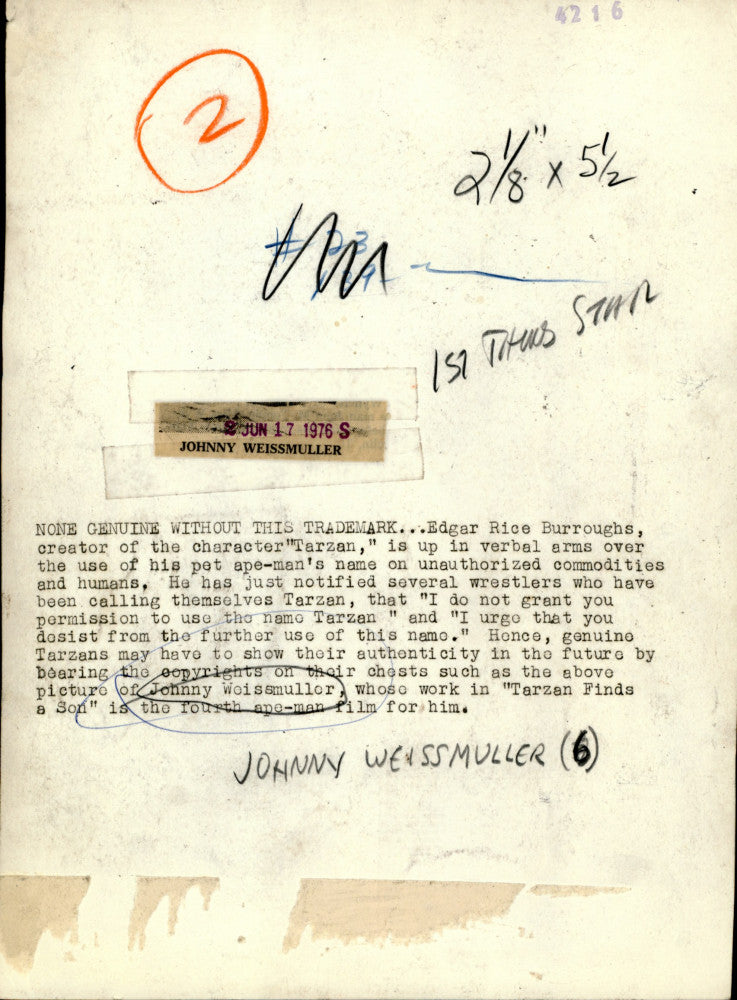 4216
2
2 1/8" x 5 1/2
1ST
2 JUN 17 1976 S
JOHNNY WEISSMULLER
NONE GENUINE WITHOUT THIS TRADEMARK...Edgar Rice Burroughs,
creator of the character"Tarzan," is up in verbal arms over
the use of his pet ape-man's name on unauthorized commodities
and humans. He has just notified several wrestlers who have
been calling themselves Tarzan, that "I do not grant you
permission to use the name Tarzan " and "I urge that you
desist from the further use of this name." Hence, genuine
Tarzans may have to show their authenticity in the future by
bearing the copyrights on their chests such as the above
picture of Johnny Weissmuller, whose work in "Tarzan Finds
a Son" is the fourth ape-man film for him.
JOHNNY WEISSMULLER (6)